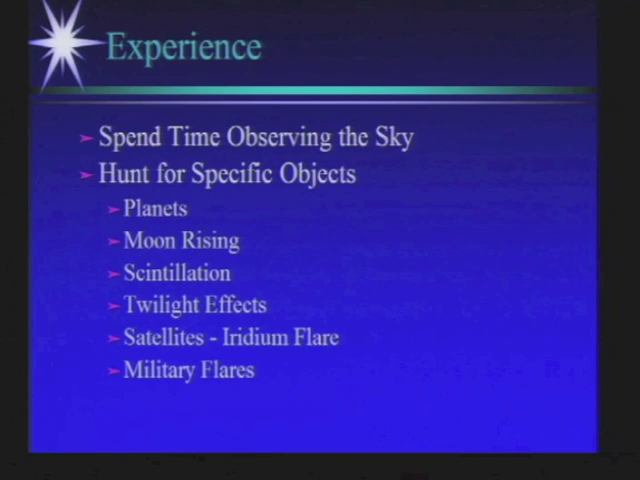 Experience
Spend Time Observing the Sky
Hunt for Specific Objects
Planets
Moon Rising
Scintillation
Twilight Effects
Satellites - Iridium Flare
Military Flares